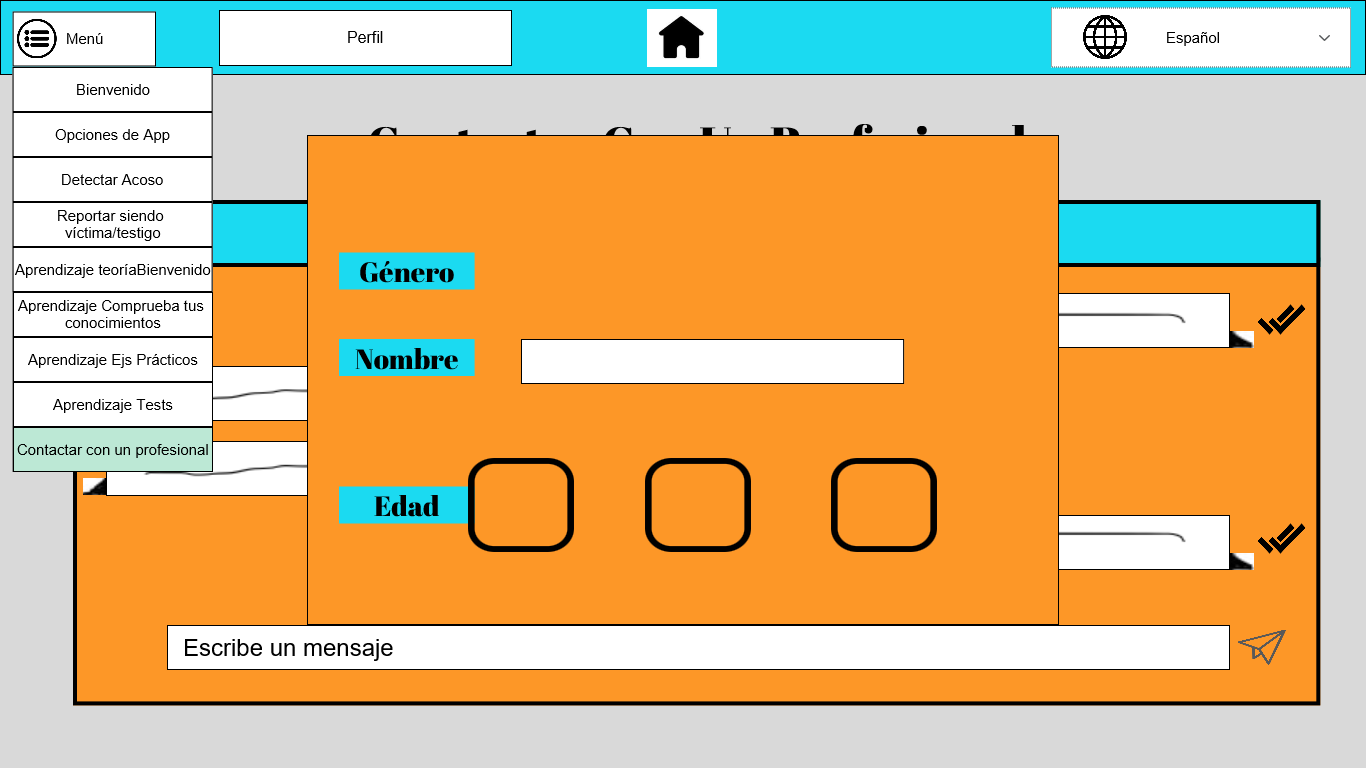 Menú
Perfil
Español
Bienvenido
Opciones de App
Detectar Acoso
Reportar siendo
víctima/testigo
Aprendizaje teoríaBienvenido
Aprendizaje Comprueba tus
conocimientos
Aprendizaje Ejs Prácticos
Aprendizaje Tests
Contactar con un profesional
Género
Nombre
Edad
Escribe un mensaje